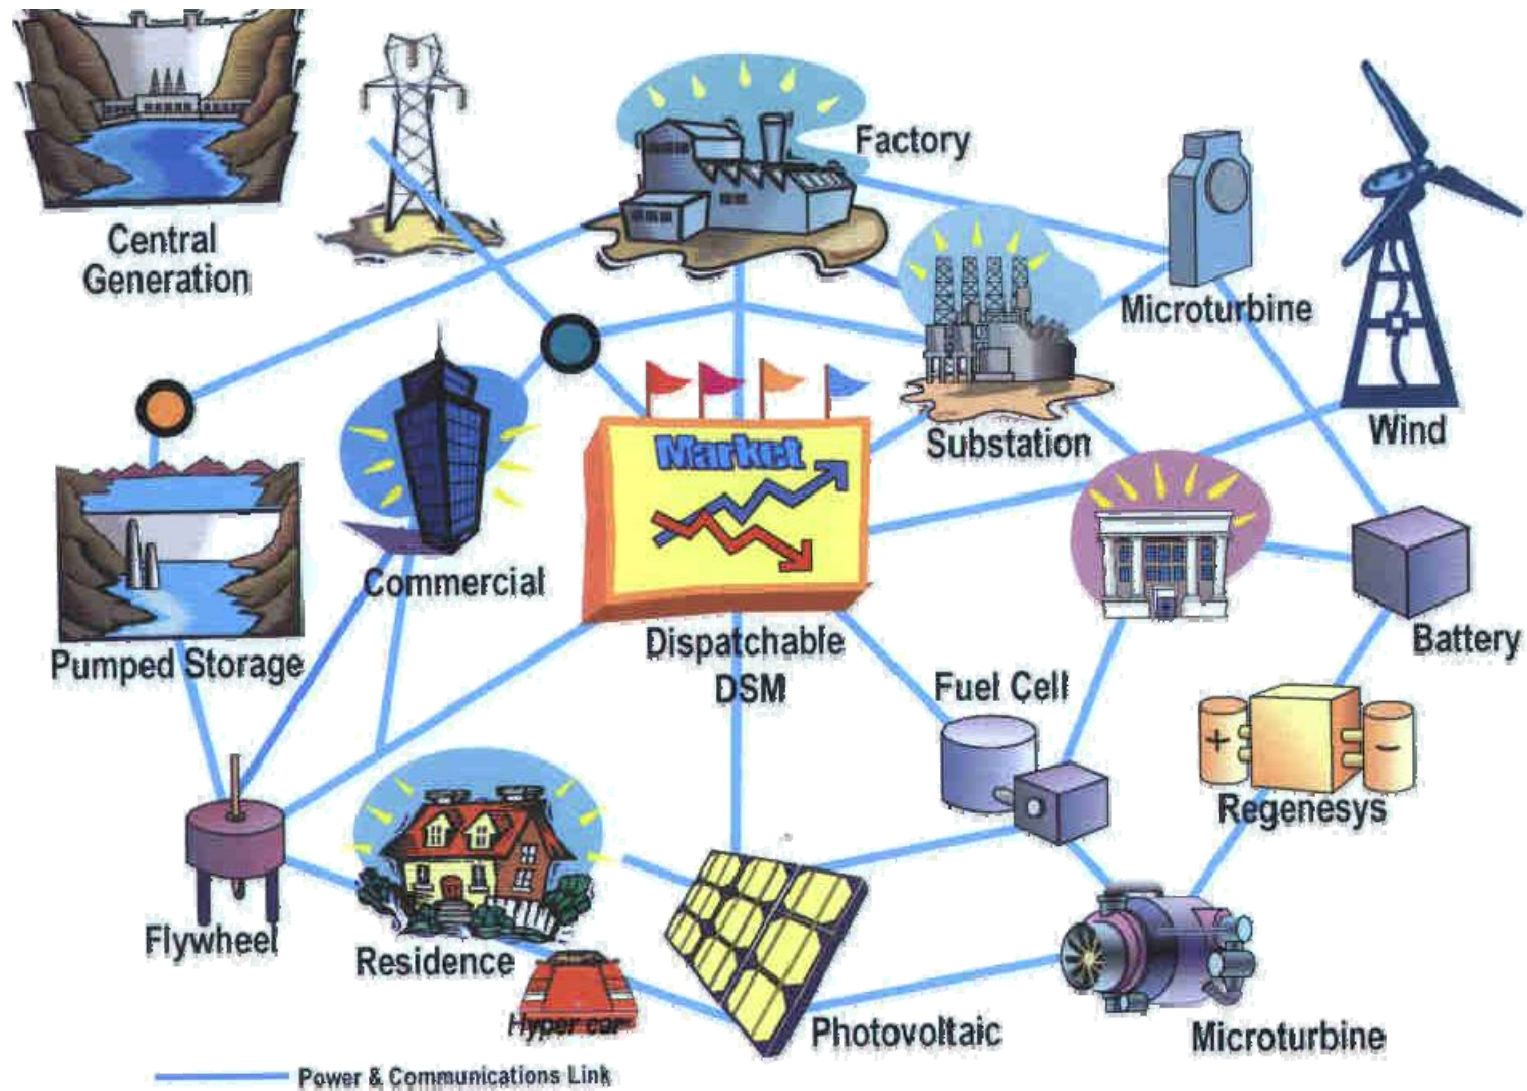 Factory
Central
Generation
Microturbine
Wind
Substation
Market
Commercial
Pumped Storage
Dispatchable
DSM
Battery
Fuel Cell
+
-
Regenesys
Flywheel
Residence
Hyper car
Photovoltaic
Microturbine
Power & Communications Link